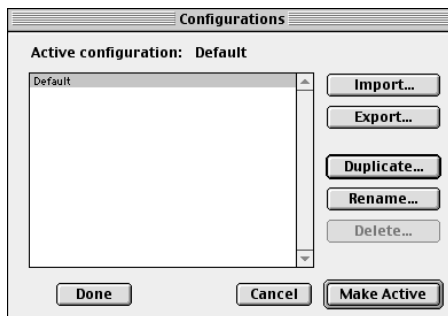 Configurations
Active configuration: Default
Default
Import...
Export...
Duplicate...
Rename...
Delete...
Done
Cancel
Make Active